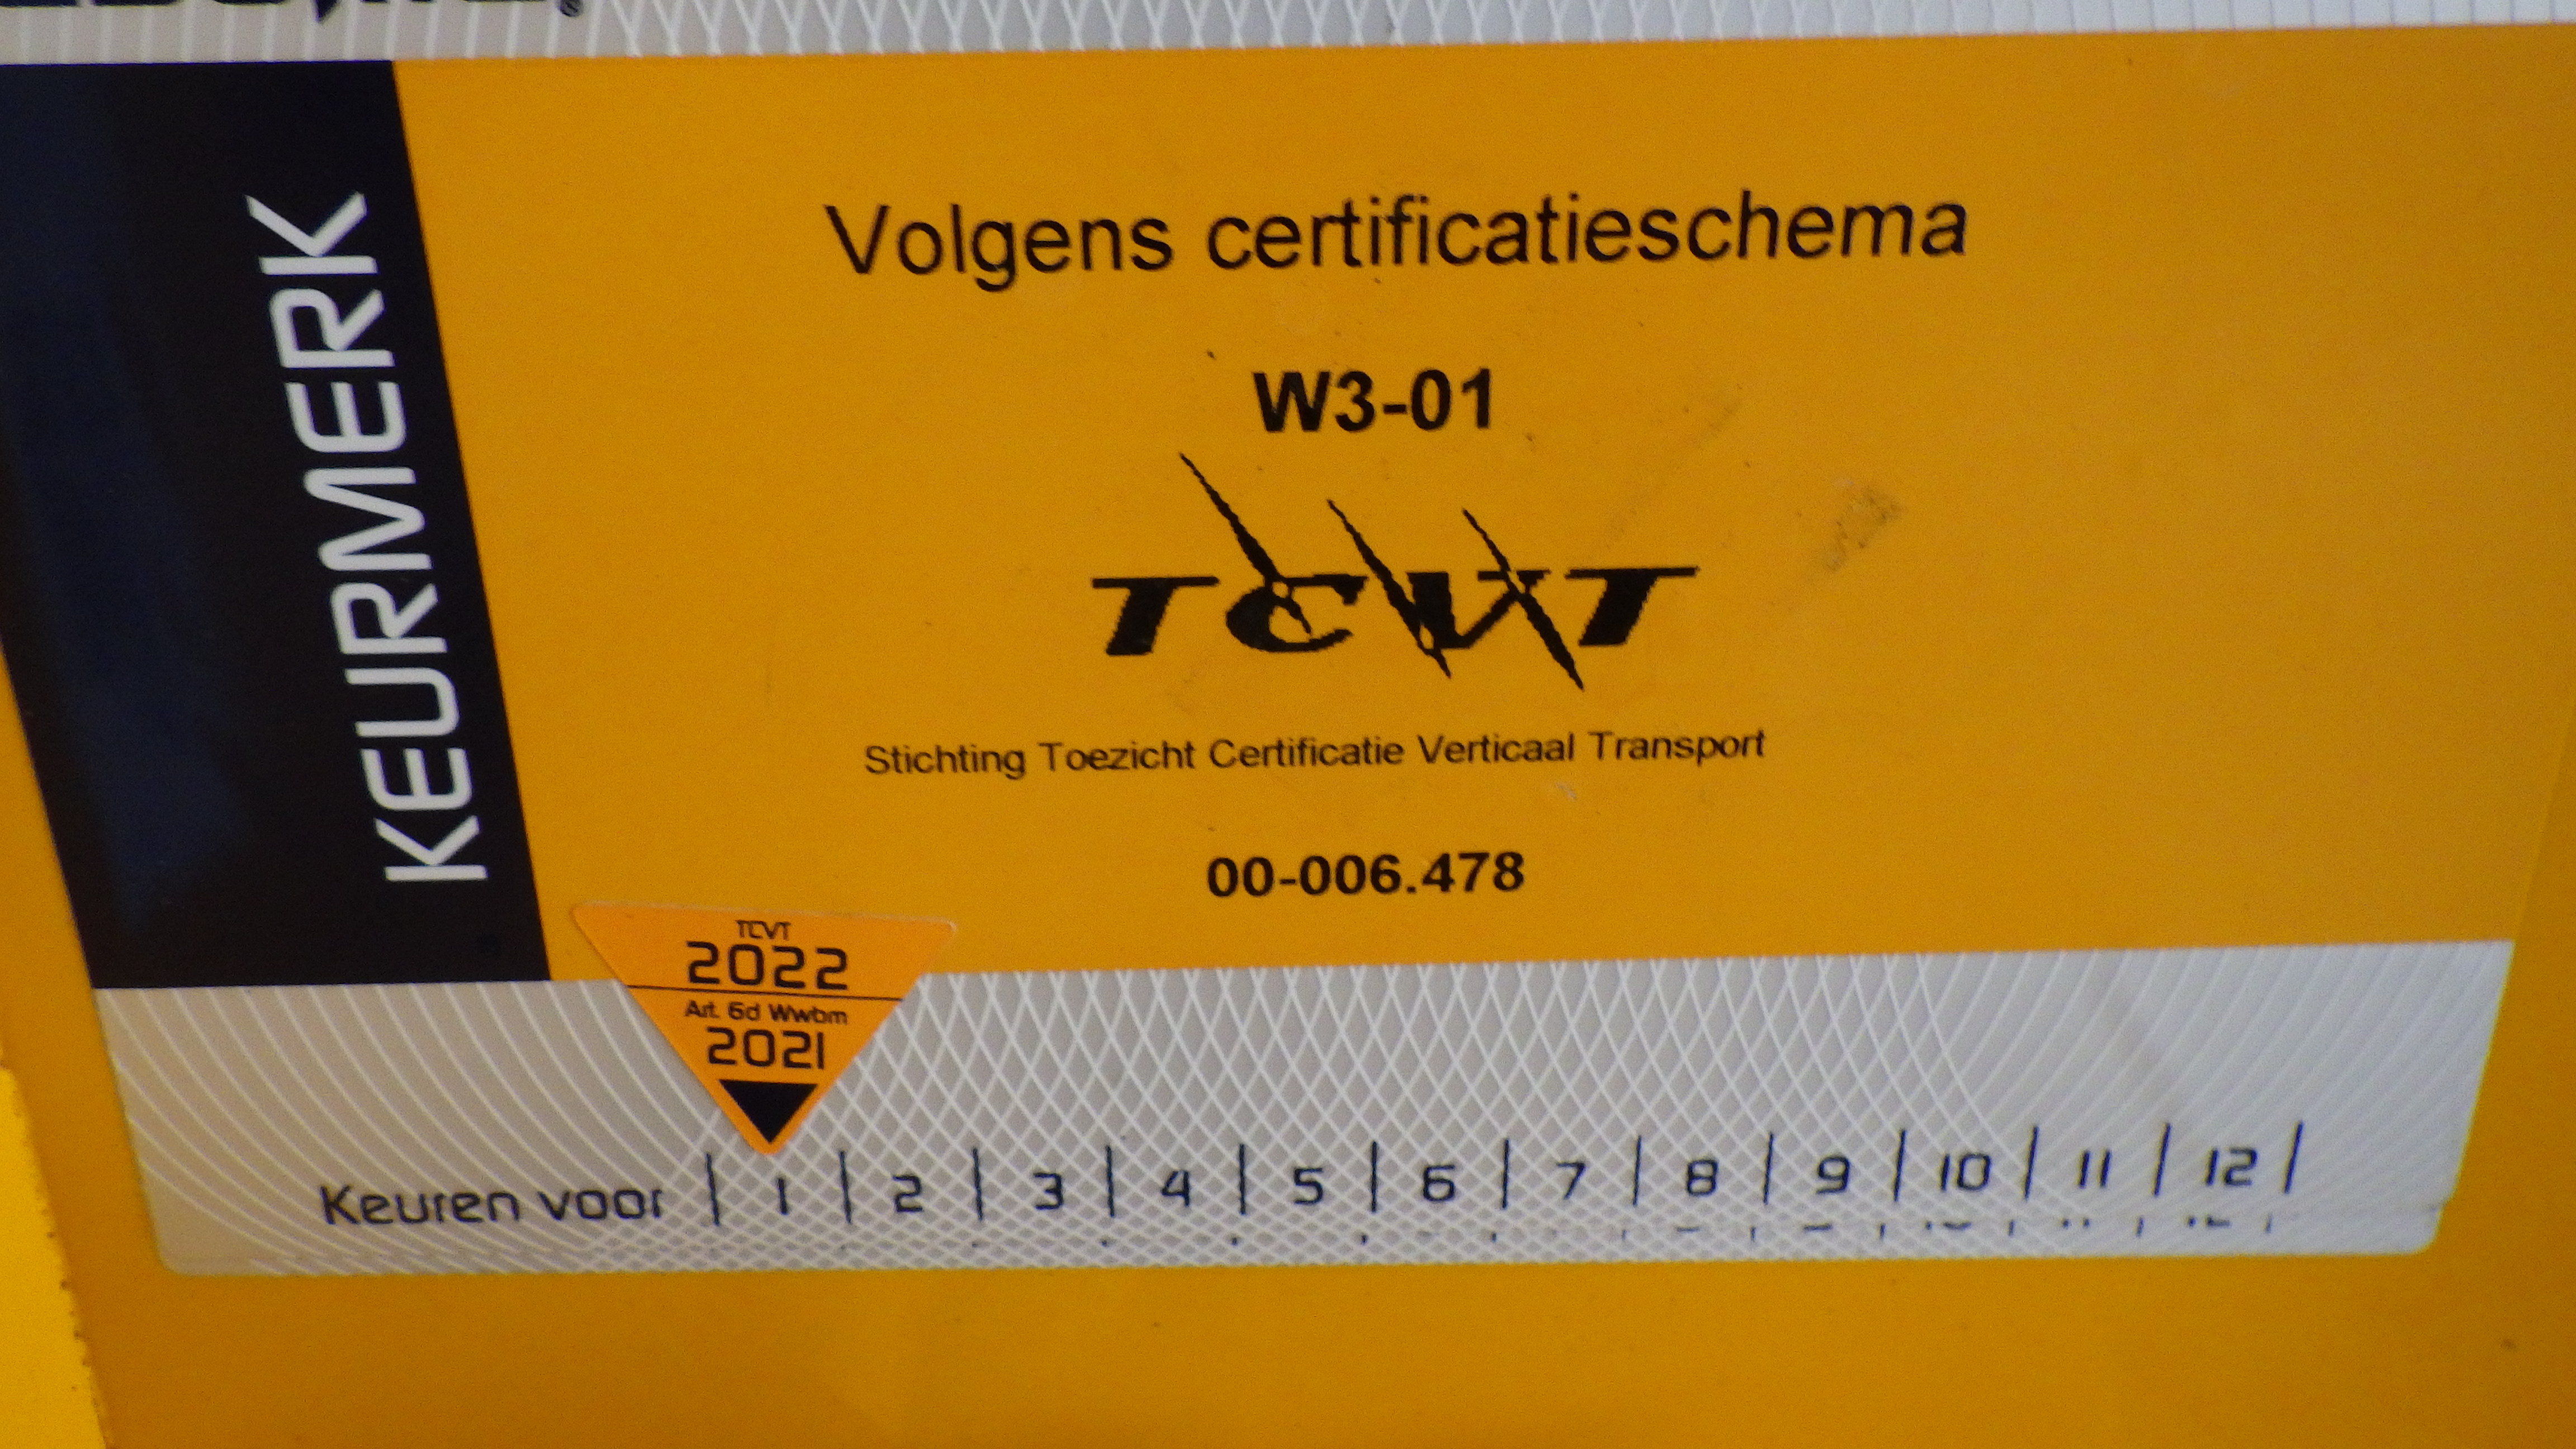 KEURMERK
Volgens certificatieschema
W3-01
TCVT
Stichting Toezicht Certificatie Verticaal Transport
00-006.478
TCVT
2022
Art. 6d Wwbm
2021
Keuren voor | 1 | 2 | 3 | 4 | 5 | 6 | 7 | 8 | 9 | 10 | 11 | 12 |